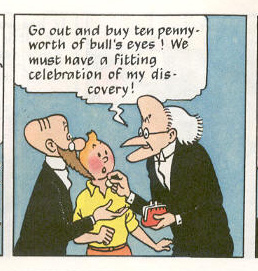 Go out and buy ten penny-
worth of bull's eyes! We
must have a fitting
celebration of my dis-
covery!